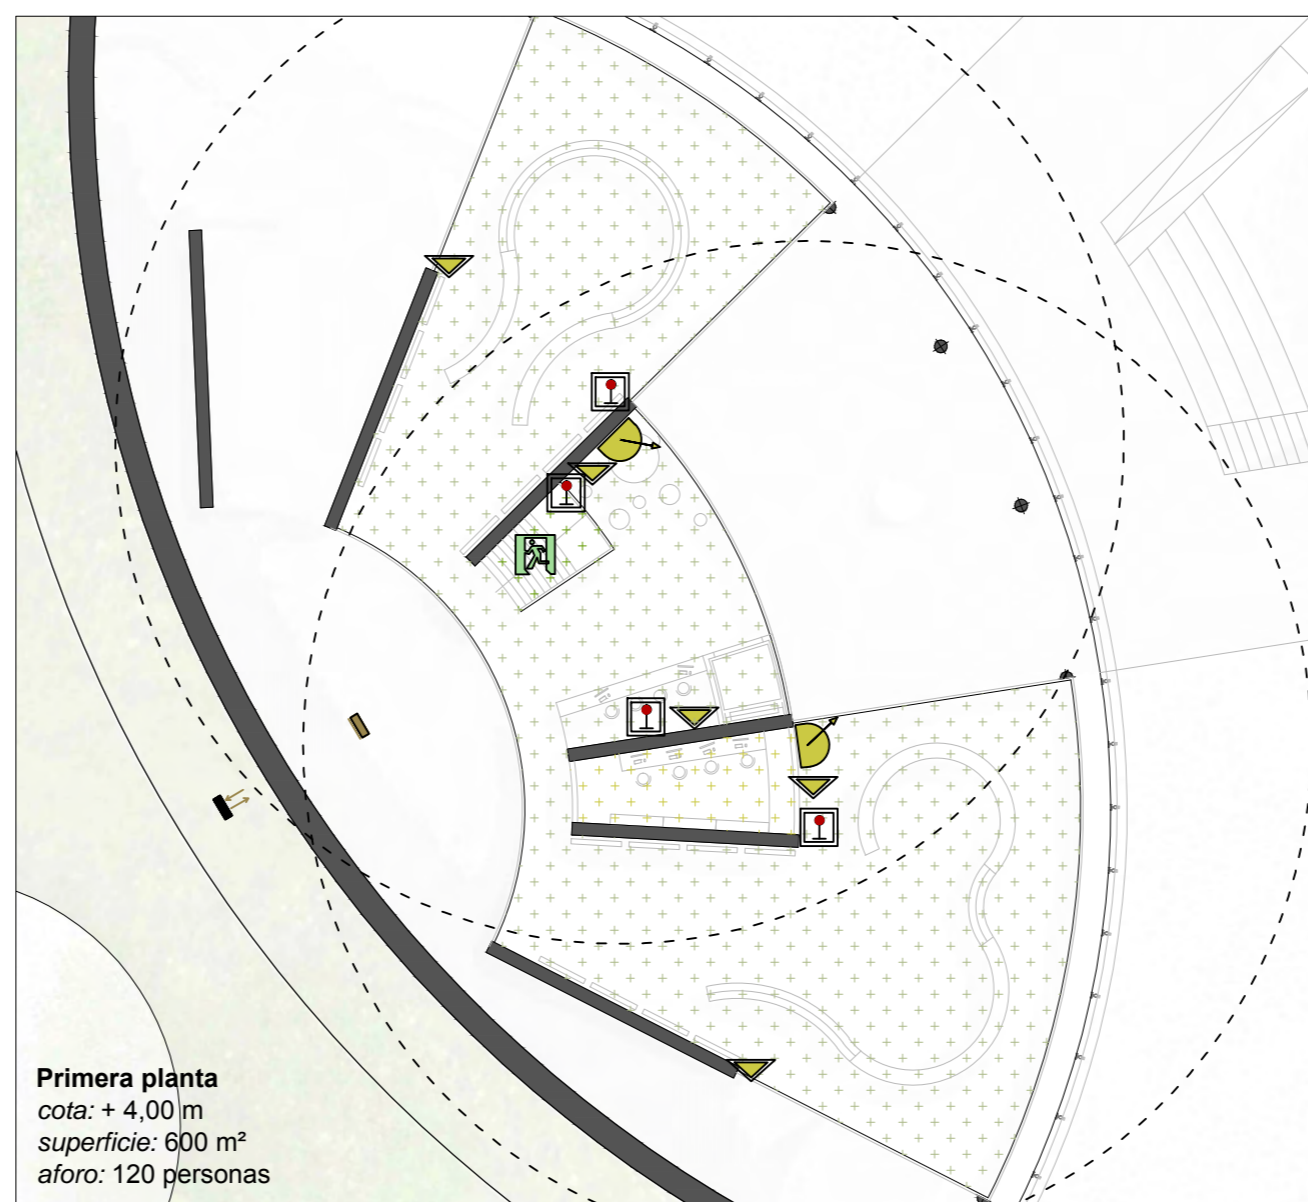 Primera planta
cota: + 4,00 m
superficie: 600 m²
aforo: 120 personas